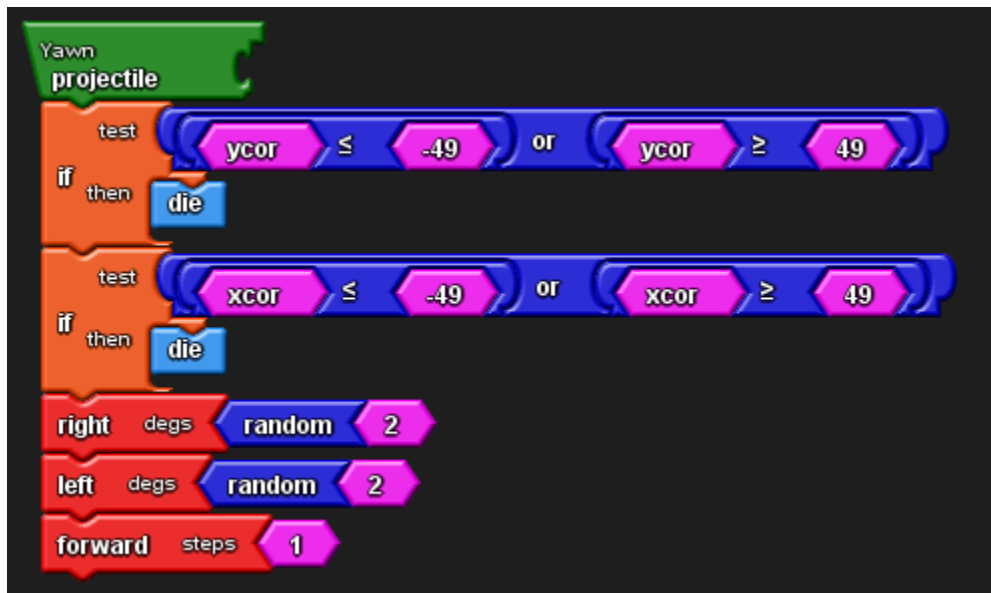 Yawn
projectile
test ycor ≤ -49 or ycor ≥ 49
if
then die
test xcor ≤ -49 or xcor ≥ 49
if
then die
right degs random 2
left degs random 2
forward steps 1